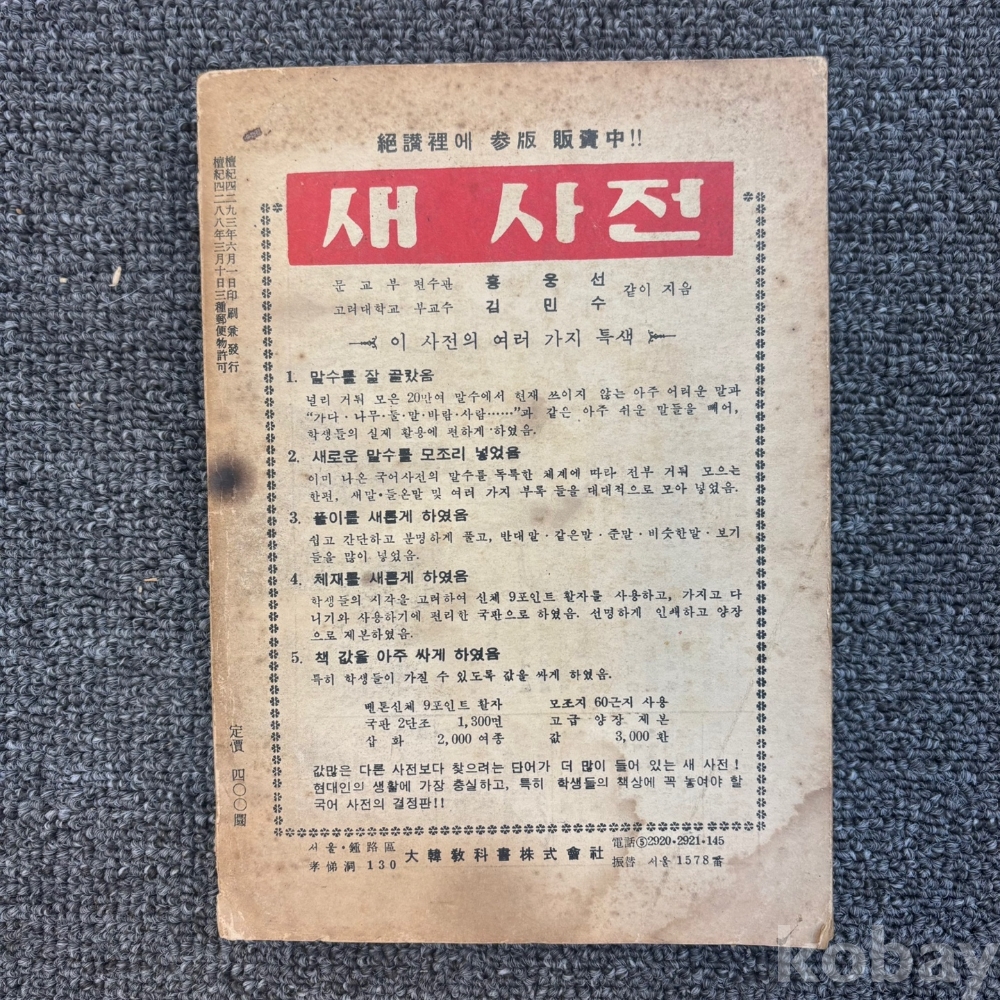 絕讚裡에 参版 販賣中!!
새 사전
문교부 편수관 홍웅선
고려대학교 부교수 김민수
같이 지음
이 사전의 여러 가지 특색
1. 말수를 잘 골랐옴
널리 거둬 모은 20만여 말수에서 현재 쓰이지 않는 아주 어려운 말과
“가다·나무·돌·말·바람·사람……”과 같은 아주 쉬운 말들을 빼어,
학생들의 실제 활용에 편하게 하였음.
2. 새로운 말수를 모조리 넣었음
이미 나온 국어사전의 말수를 독특한 체계에 따라 전부 거둬 모으는
한편, 새말·들온말 및 여러 가지 부록 들을 대대적으로 모아 넣었음.
3. 풀이를 새롭게 하였음
쉽고 간단하고 분명하게 풀고, 반대말·같은말·준말·비슷한말·보기
들을 많이 넣었음.
4. 체재를 새롭게 하였음
학생들의 시각을 고려하여 신체 9포인트 활자를 사용하고, 가지고 다
니기와 사용하기에 편리한 국판으로 하였음. 선명하게 인쇄하고 양장
으로 제본하였음.
5. 책 값을 아주 싸게 하였음
특히 학생들이 가질 수 있도록 값을 싸게 하였음.
벤톤신체 9포인트 활자 모조지 60근지 사용
국판 2단조 1,300면 고급 양장 제본
삽화 2,000여종 값 3,000환
값많은 다른 사전보다 찾으려는 단어가 더 많이 들어 있는 새 사전!
현대인의 생활에 가장 충실하고, 특히 학생들의 책상에 꼭 놓여야 할
국어 사전의 결정판!!
서울·鍾路區
孝悌洞 130
大韓敎科書株式會社
電話⑤2920·2921·145
振替 서울 1578番
檀紀四二九三年六月一日印刷兼發行
檀紀四二八八年三月十日三種郵便物許可
定價 四〇〇圜
kobay